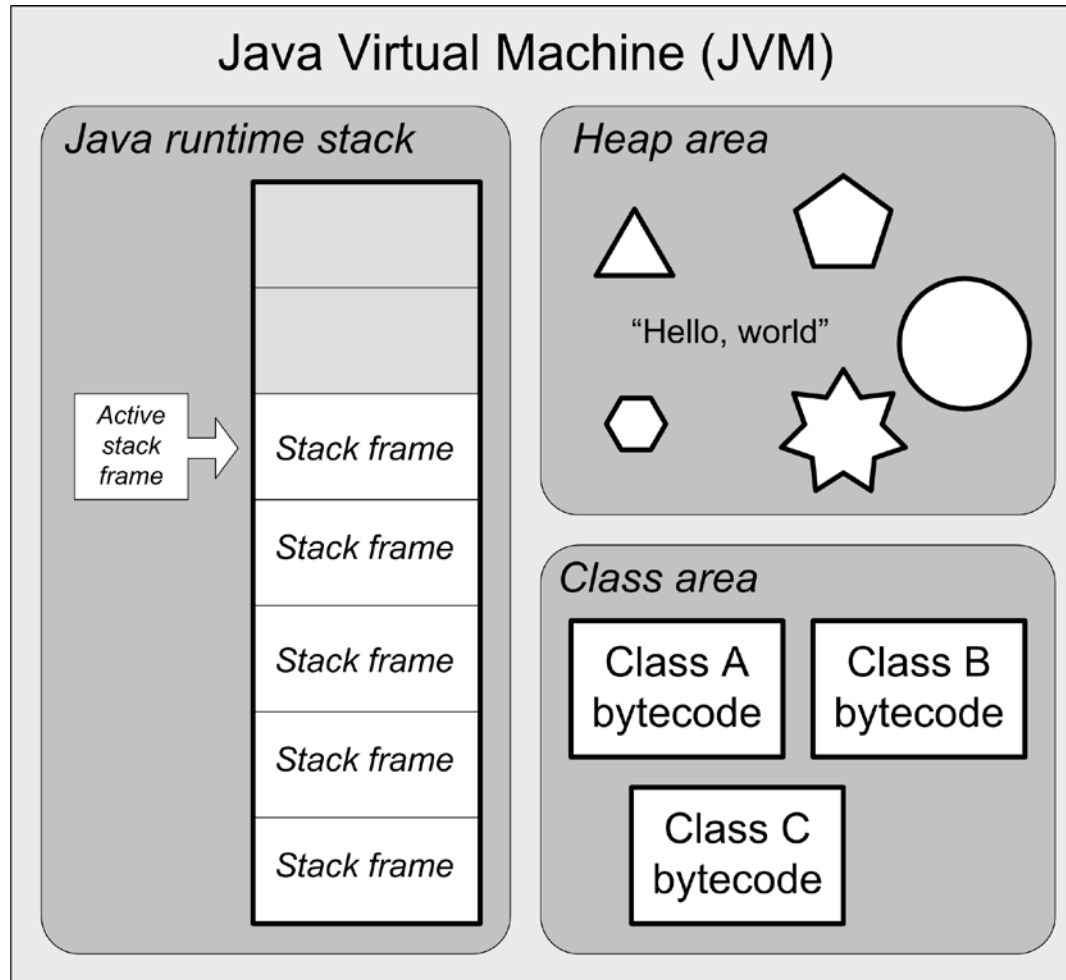 Java Virtual Machine (JVM)
Java runtime stack
Active
stack
frame
Stack frame
Stack frame
Stack frame
Stack frame
Stack frame
Heap area
“Hello, world”
Class area
Class A
bytecode
Class B
bytecode
Class C
bytecode